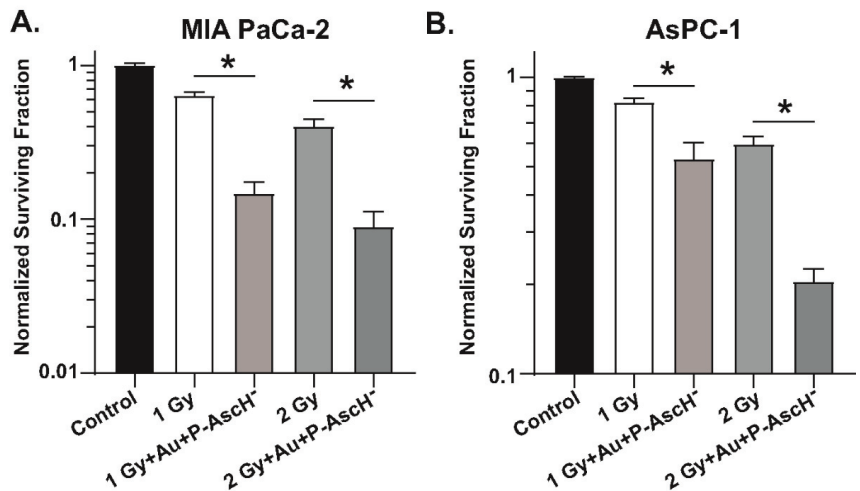 A.
MIA PaCa-2
Normalized Surviving Fraction
1
0.1
0.01
*
*
Control
1 Gy
1 Gy+Au+P-AscH⁻
2 Gy
2 Gy+Au+P-AscH⁻
B.
AsPC-1
Normalized Surviving Fraction
1
0.1
*
*
Control
1 Gy
1 Gy+Au+P-AscH⁻
2 Gy
2 Gy+Au+P-AscH⁻